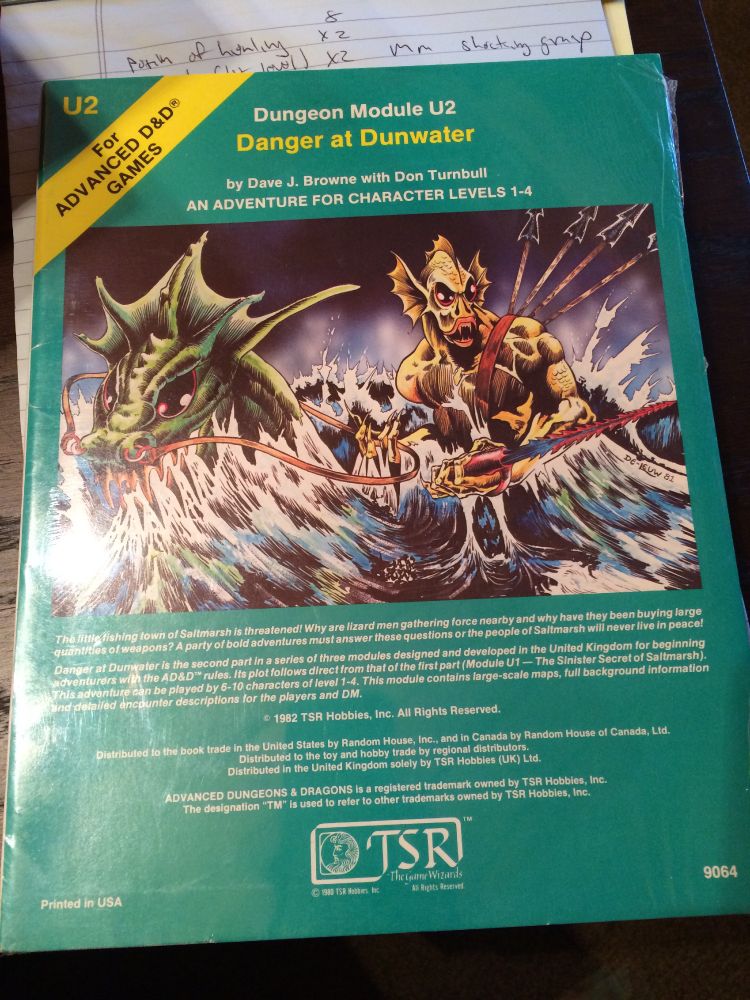 8
x2
potion of healing
x2 mm shocking grasp
level)
U2
For
ADVANCED D&D®
GAMES
Dungeon Module U2
Danger at Dunwater
by Dave J. Browne with Don Turnbull
AN ADVENTURE FOR CHARACTER LEVELS 1-4
The little fishing town of Saltmarsh is threatened! Why are lizard men gathering force nearby and why have they been buying large
quantities of weapons? A party of bold adventures must answer these questions or the people of Saltmarsh will never live in peace!
Danger at Dunwater is the second part in a series of three modules designed and developed in the United Kingdom for beginning
adventurers with the AD&D™ rules. Its plot follows direct from that of the first part (Module U1 — The Sinister Secret of Saltmarsh).
This adventure can be played by 6-10 characters of level 1-4. This module contains large-scale maps, full background information
and detailed encounter descriptions for the players and DM.
© 1982 TSR Hobbies, Inc. All Rights Reserved.
Distributed to the book trade in the United States by Random House, Inc., and in Canada by Random House of Canada, Ltd.
Distributed to the toy and hobby trade by regional distributors.
Distributed in the United Kingdom solely by TSR Hobbies (UK) Ltd.
ADVANCED DUNGEONS & DRAGONS is a registered trademark owned by TSR Hobbies, Inc.
The designation "TM" is used to refer to other trademarks owned by TSR Hobbies, Inc.
TSR™
The Game Wizards
© 1980 TSR Hobbies, Inc. All Rights Reserved.
9064
Printed in USA